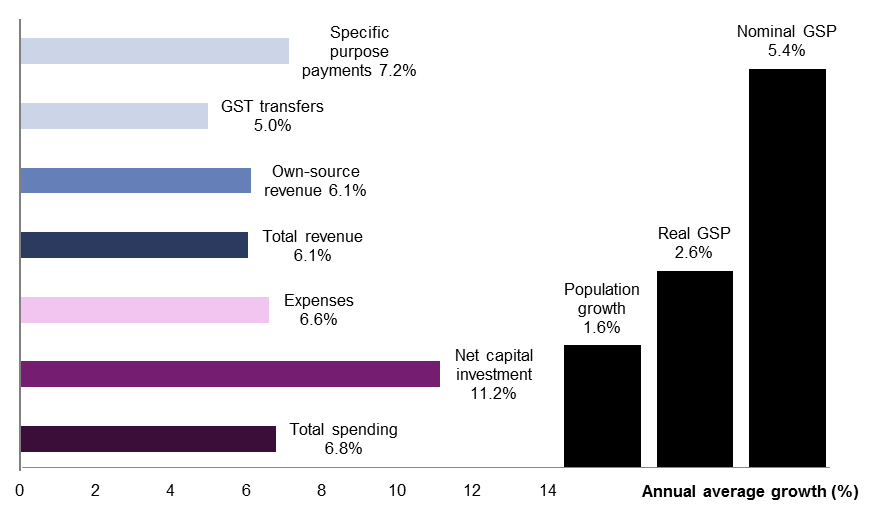 Specific
purpose
payments 7.2%
GST transfers
5.0%
Own-source
revenue 6.1%
Total revenue
6.1%
Expenses
6.6%
Net capital
investment
11.2%
Total spending
6.8%
Population
growth
1.6%
Real GSP
2.6%
Nominal GSP
5.4%
0 2 4 6 8 10 12 14 Annual average growth (%)